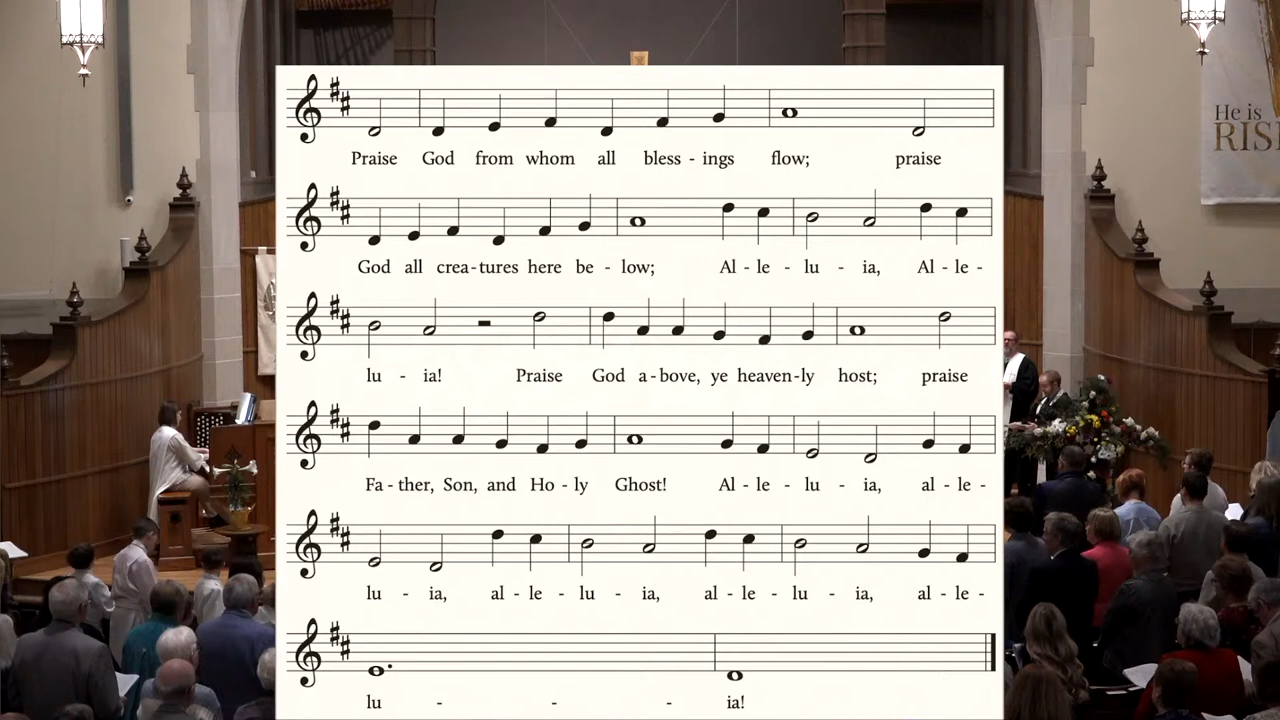 Praise God from whom all bless - ings flow; praise
He is
God all crea - tures here be - low; Al - le - lu - ia, Al - le -
lu - ia! Praise God a - bove, ye heaven - ly host; praise
Fa - ther, Son, and Ho - ly Ghost! Al - le - lu - ia, al - le -
lu - ia, al - le - lu - ia, al - le - lu - ia, al - le -
lu - - - ia!